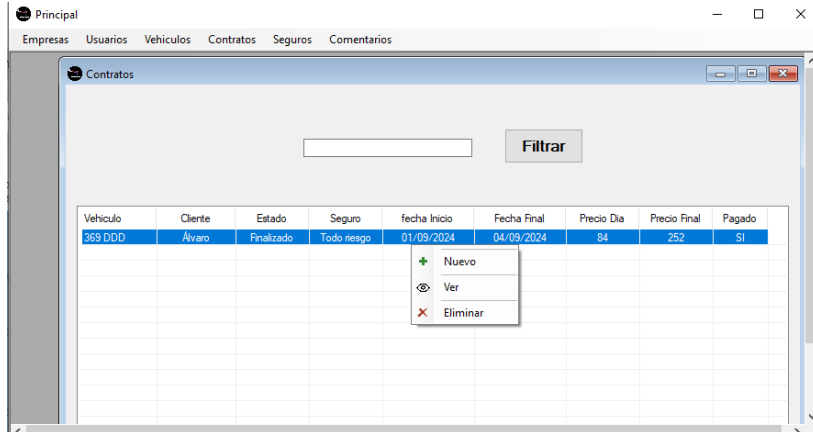 Principal
Empresas Usuarios Vehiculos Contratos Seguros Comentarios
Contratos
Filtrar
Vehiculo Cliente Estado Seguro fecha Inicio Fecha Final Precio Dia Precio Final Pagado
369 DDD Álvaro Finalizado Todo riesgo 01/09/2024 04/09/2024 84 252 SI
Nuevo
Ver
Eliminar